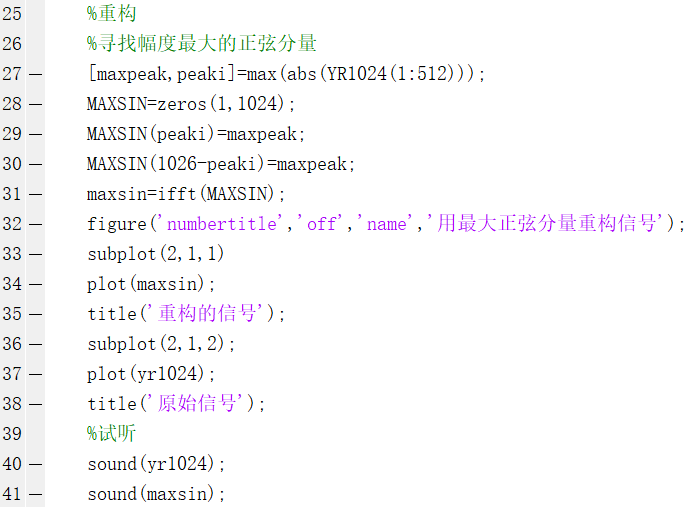 25 %重构
26 %寻找幅度最大的正弦分量
27 — [maxpeak,peaki]=max(abs(YR1024(1:512)));
28 — MAXSIN=zeros(1,1024);
29 — MAXSIN(peaki)=maxpeak;
30 — MAXSIN(1026-peaki)=maxpeak;
31 — maxsin=ifft(MAXSIN);
32 — figure('numbertitle','off','name','用最大正弦分量重构信号');
33 — subplot(2,1,1)
34 — plot(maxsin);
35 — title('重构的信号');
36 — subplot(2,1,2);
37 — plot(yr1024);
38 — title('原始信号');
39 %试听
40 — sound(yr1024);
41 — sound(maxsin);